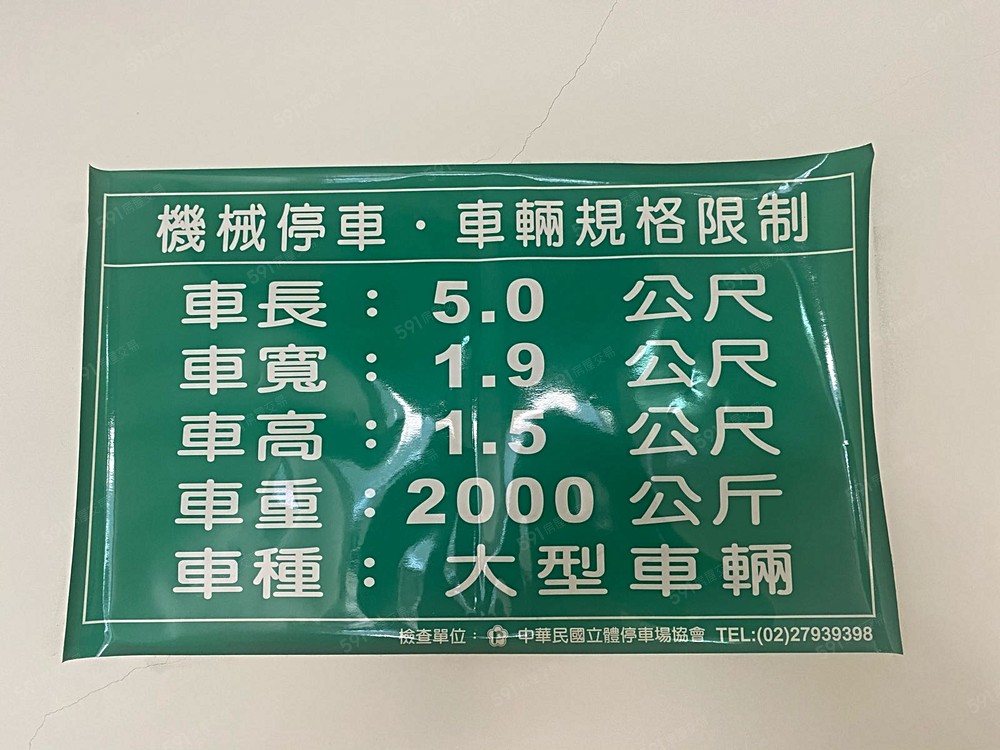 機械停車・車輛規格限制
車長：5.0 公尺
車寬：1.9 公尺
車高：1.5 公尺
車重：2000 公斤
車種：大型車輛
檢查單位： 中華民國立體停車場協會 TEL:(02)27939398